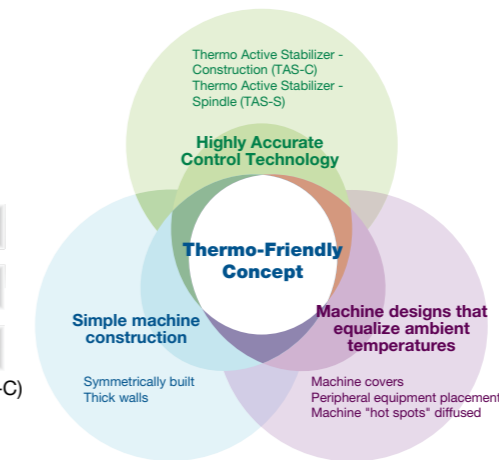 Thermo Active Stabilizer -
Construction (TAS-C)
Thermo Active Stabilizer -
Spindle (TAS-S)
Highly Accurate
Control Technology
Thermo-Friendly
Concept
Simple machine
construction
Symmetrically built
Thick walls
Machine designs that
equalize ambient
temperatures
Machine covers
Peripheral equipment placement
Machine "hot spots" diffused
-C)